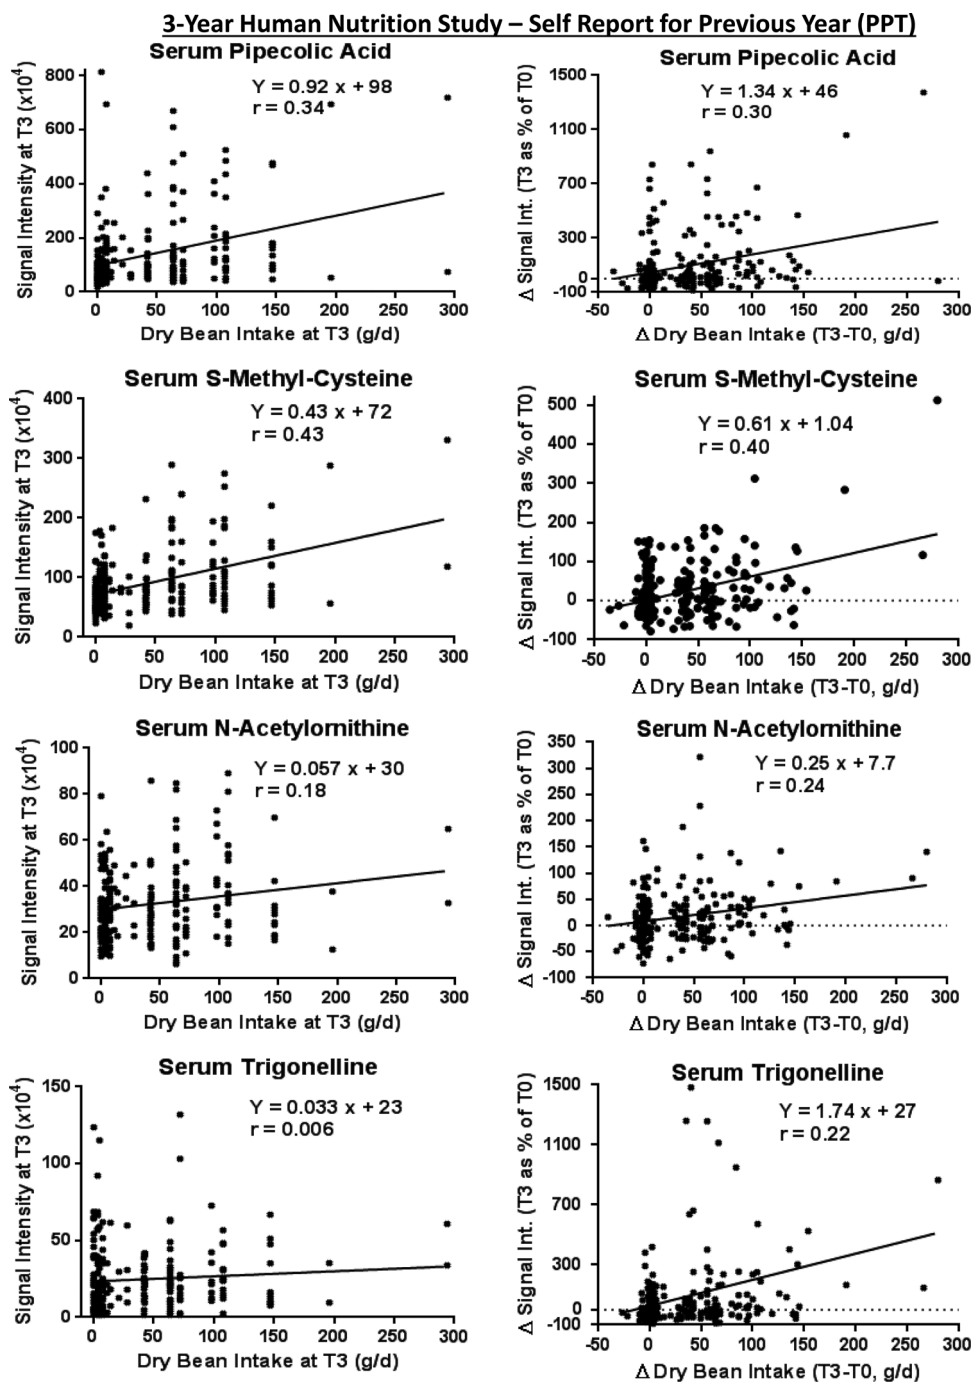 3-Year Human Nutrition Study – Self Report for Previous Year (PPT)
Serum Pipecolic Acid
Signal Intensity at T3 (x10⁴)
800
600
400
200
0
Y = 0.92 x + 98
r = 0.34
0 50 100 150 200 250 300
Dry Bean Intake at T3 (g/d)
Serum Pipecolic Acid
Δ Signal Int. (T3 as % of T0)
1500
1100
700
300
0
-100
Y = 1.34 x + 46
r = 0.30
-50 0 50 100 150 200 250 300
Δ Dry Bean Intake (T3-T0, g/d)
Serum S-Methyl-Cysteine
Signal Intensity at T3 (x10⁴)
400
300
200
100
0
Y = 0.43 x + 72
r = 0.43
0 50 100 150 200 250 300
Dry Bean Intake at T3 (g/d)
Serum S-Methyl-Cysteine
Δ Signal Int. (T3 as % of T0)
500
400
300
200
100
0
-100
Y = 0.61 x + 1.04
r = 0.40
-50 0 50 100 150 200 250 300
Δ Dry Bean Intake (T3-T0, g/d)
Serum N-Acetylornithine
Signal Intensity at T3 (x10⁴)
100
80
60
40
20
0
Y = 0.057 x + 30
r = 0.18
0 50 100 150 200 250 300
Dry Bean Intake at T3 (g/d)
Serum N-Acetylornithine
Δ Signal Int. (T3 as % of T0)
350
300
250
200
150
100
50
0
-50
-100
Y = 0.25 x + 7.7
r = 0.24
-50 0 50 100 150 200 250 300
Δ Dry Bean Intake (T3-T0, g/d)
Serum Trigonelline
Signal Intensity at T3 (x10⁴)
150
100
50
0
Y = 0.033 x + 23
r = 0.006
0 50 100 150 200 250 300
Dry Bean Intake at T3 (g/d)
Serum Trigonelline
Δ Signal Int. (T3 as % of T0)
1500
1100
700
300
0
-100
Y = 1.74 x + 27
r = 0.22
-50 0 50 100 150 200 250 300
Δ Dry Bean Intake (T3-T0, g/d)